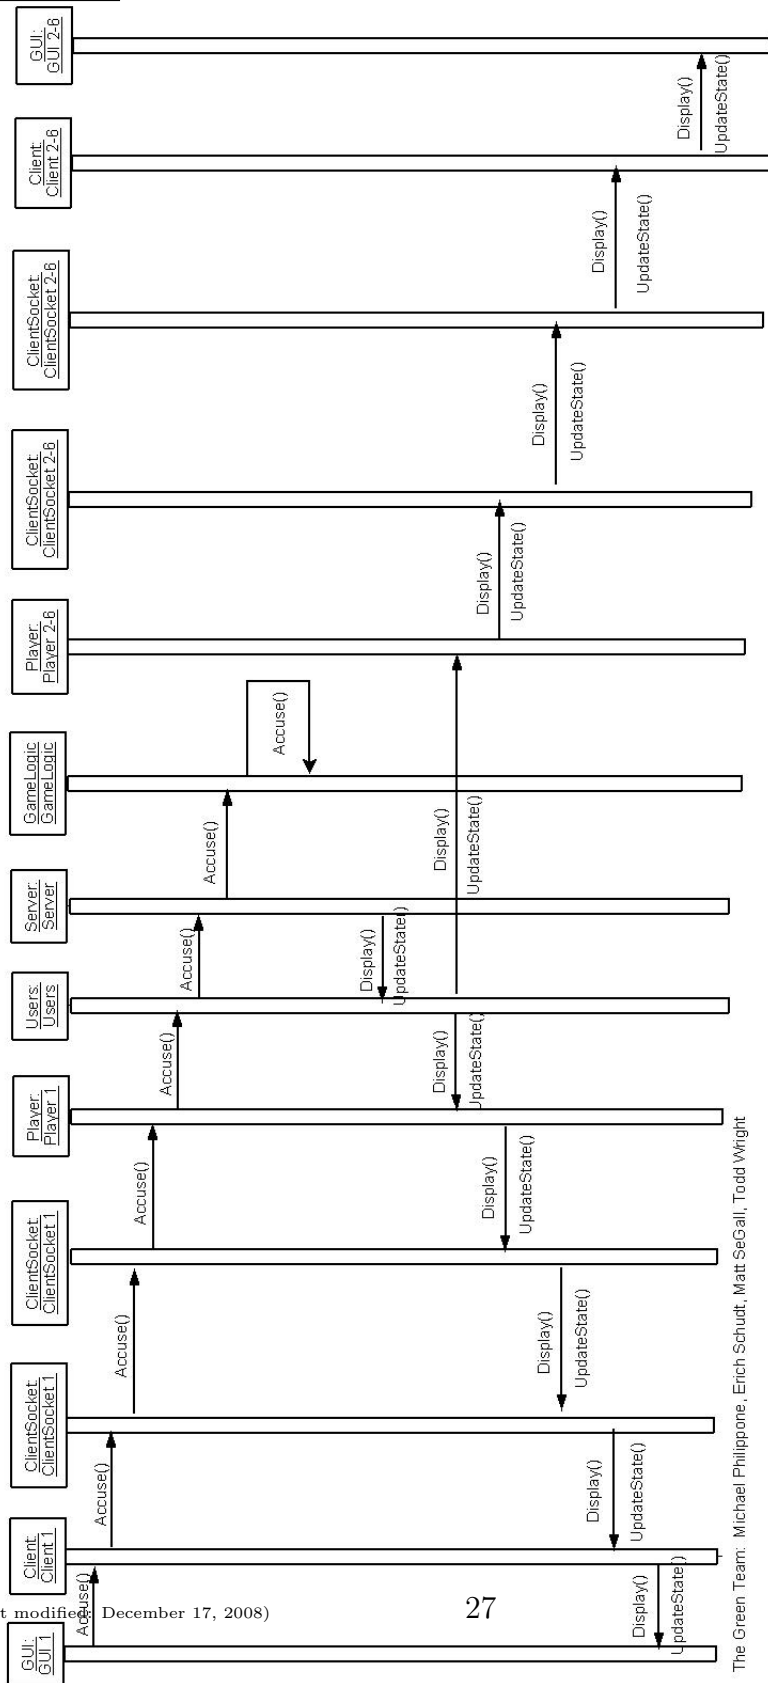 GUI:
GUI 1
Client:
Client 1
ClientSocket:
ClientSocket 1
ClientSocket:
ClientSocket 1
Player:
Player 1
Users:
Users
Server:
Server
GameLogic
GameLogic
Player:
Player 2-6
ClientSocket:
ClientSocket 2-6
ClientSocket:
ClientSocket 2-6
Client:
Client 2-6
GUI:
GUI 2-6
Accuse()
Accuse()
Accuse()
Accuse()
Accuse()
Accuse()
Accuse()
Accuse()
Display()
UpdateState()
Display()
UpdateState()
Display()
UpdateState()
Display()
UpdateState()
Display()
UpdateState()
Display()
UpdateState()
Display()
UpdateState()
Display()
UpdateState()
Display()
UpdateState()
Display()
UpdateState()
Display()
UpdateState()
The Green Team: Michael Philippone, Erich Schudt, Matt SeGall, Todd Wright
t modified: December 17, 2008)
27